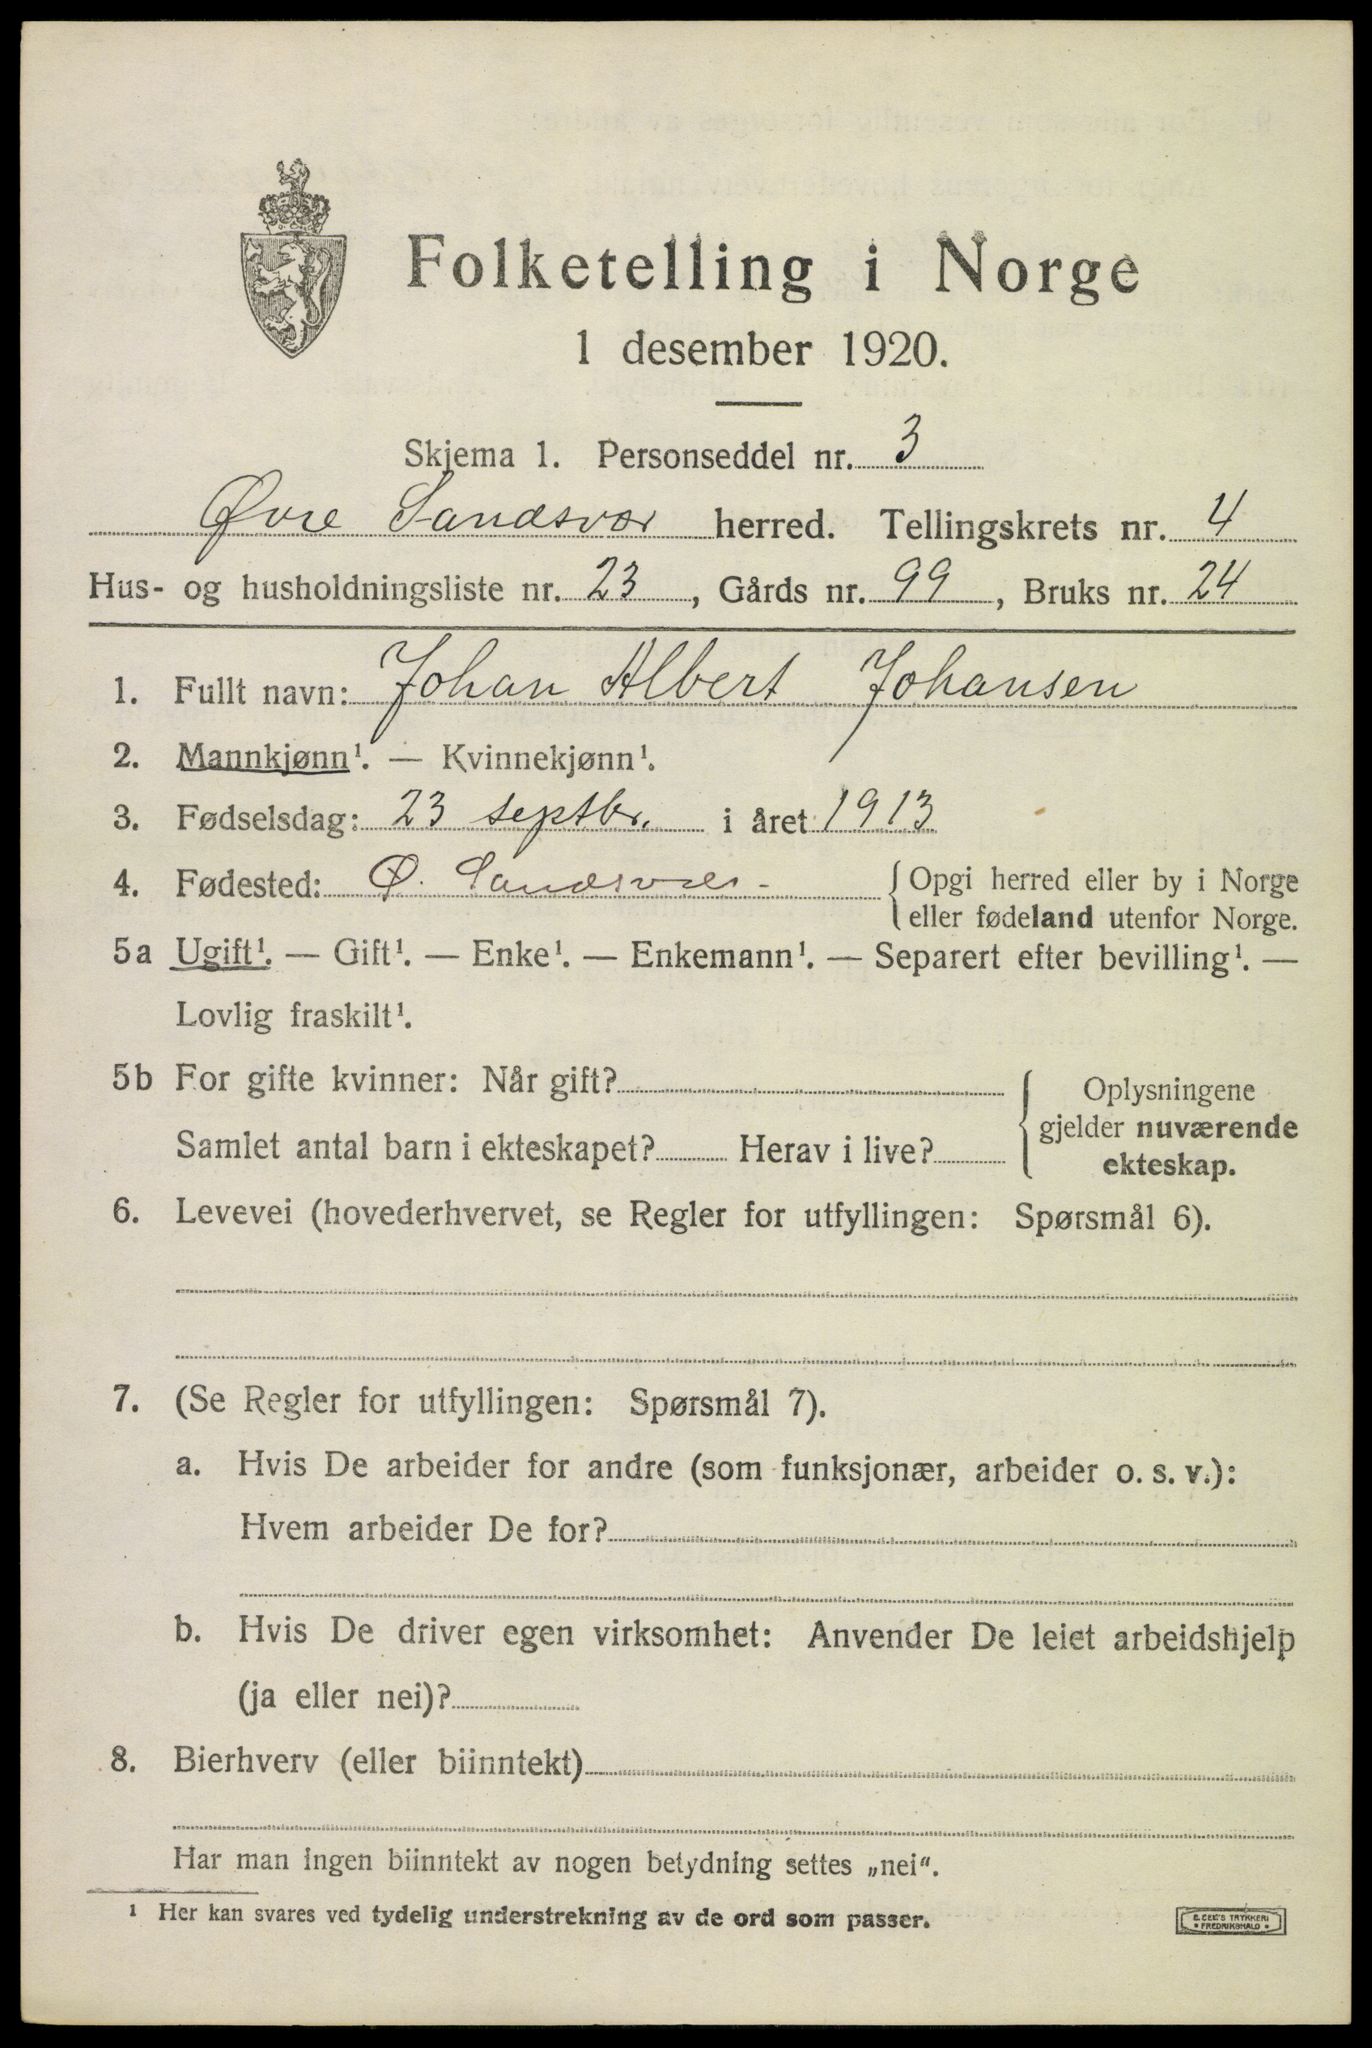 Folketelling i Norge
1 desember 1920.
Skjema 1. Personseddel nr. 3
Øvre Sandsvær herred. Tellingskrets nr. 4
Hus- og husholdningsliste nr. 23, Gårds nr. 99, Bruks nr. 24
1. Fullt navn: Johan Albert Johansen
2. Mannkjønn¹. — Kvinnekjønn¹.
3. Fødselsdag: 23 septbr. i året 1913
4. Fødested: Ø. Sandsvær - { Opgi herred eller by i Norge
eller fødeland utenfor Norge.
5a Ugift¹. — Gift¹. — Enke¹. — Enkemann¹. — Separert efter bevilling¹. —
Lovlig fraskilt¹.
5b For gifte kvinner: Når gift? { Oplysningene
gjelder nuværende
Samlet antal barn i ekteskapet? Herav i live?
ekteskap.
6. Levevei (hovederhvervet, se Regler for utfyllingen: Spørsmål 6).
7. (Se Regler for utfyllingen: Spørsmål 7).
a. Hvis De arbeider for andre (som funksjonær, arbeider o. s. v.):
Hvem arbeider De for?
b. Hvis De driver egen virksomhet: Anvender De leiet arbeidshjelp
(ja eller nei)?
8. Bierhverv (eller biinntekt)
Har man ingen biinntekt av nogen betydning settes „nei“.
¹ Her kan svares ved tydelig understrekning av de ord som passer.
TRYKKERI
FREDRIKSHALD